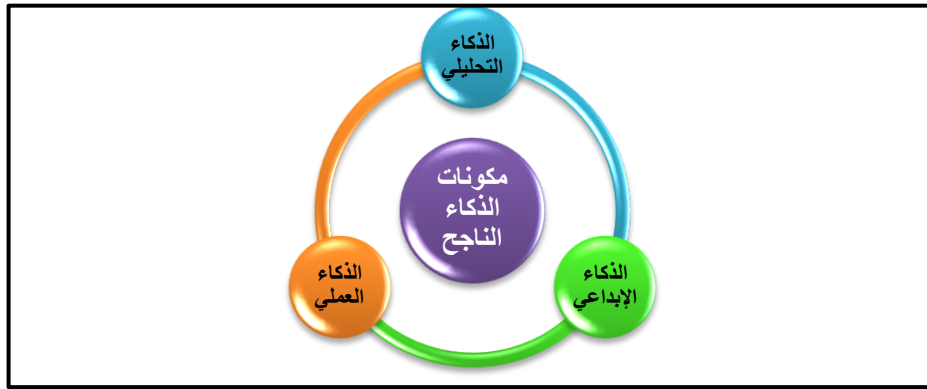 الذكاء
التحليلي
مكونات
الذكاء
الناجح
الذكاء
الإبداعي
الذكاء
العملي